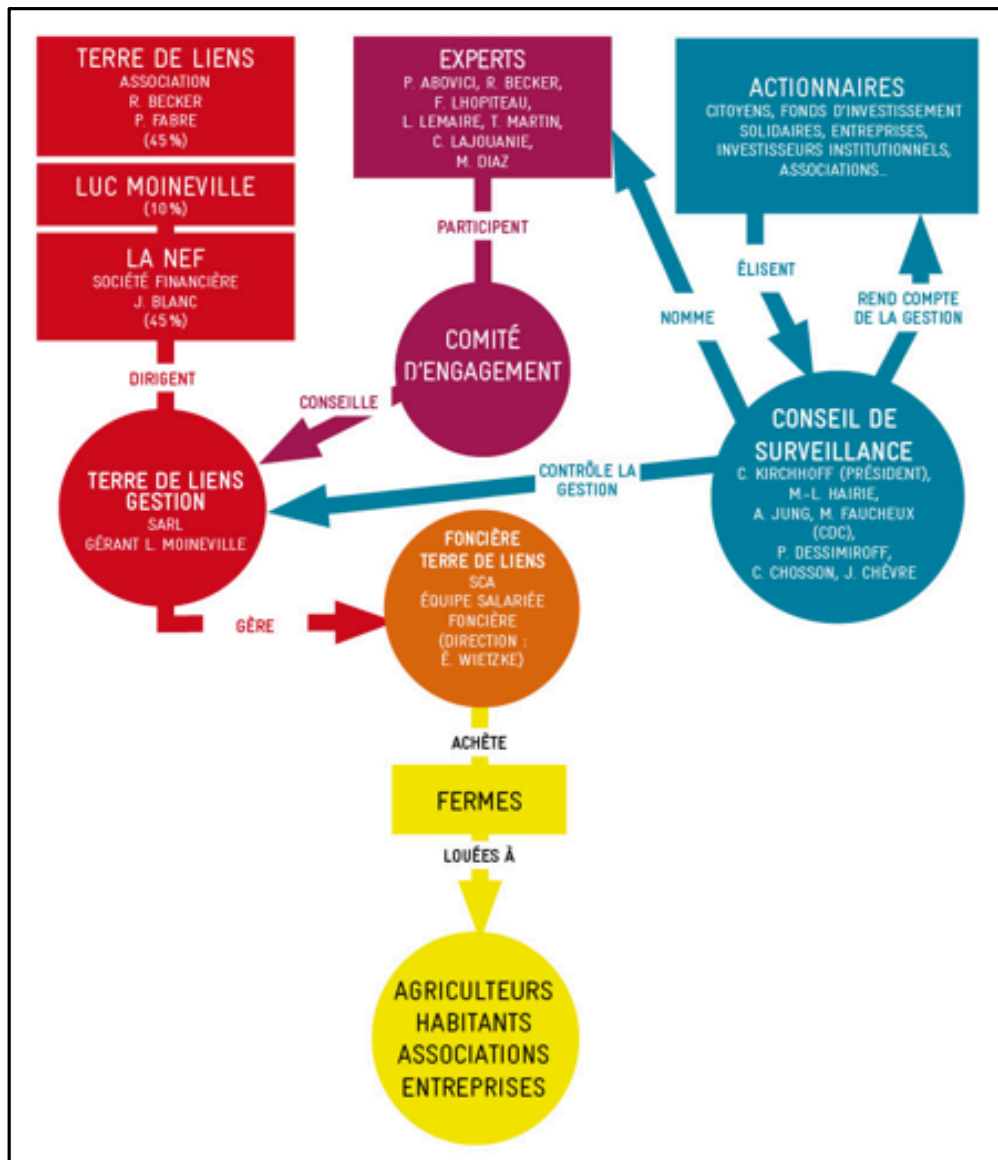 TERRE DE LIENS
ASSOCIATION
R. BECKER
P. FABRE
(45%)
LUC MOINEVILLE
(10%)
LA NEF
SOCIÉTÉ FINANCIÈRE
J. BLANC
(45%)
DIRIGENT
TERRE DE LIENS
GESTION
SARL
GÉRANT L. MOINEVILLE
GÈRE
EXPERTS
P. ABOVICI, R. BECKER,
F. LHOPITEAU,
L. LEMAIRE, T. MARTIN,
C. LAJOUANIE,
M. DIAZ
PARTICIPENT
COMITÉ
D'ENGAGEMENT
CONSEILLE
ACTIONNAIRES
CITOYENS, FONDS D'INVESTISSEMENT
SOLIDAIRES, ENTREPRISES,
INVESTISSEURS INSTITUTIONNELS,
ASSOCIATIONS...
ÉLISENT
REND COMPTE
DE LA GESTION
NOMME
CONSEIL DE
SURVEILLANCE
C. KIRCHHOFF (PRÉSIDENT),
M.-L. HAIRIE,
A. JUNG, M. FAUCHEUX
(CDC),
P. DESSIMIROFF,
C. CHOSSON, J. CHÈVRE
CONTRÔLE LA
GESTION
FONCIÈRE
TERRE DE LIENS
SCA
ÉQUIPE SALARIÉE
FONCIÈRE
(DIRECTION :
É. WIETZKE)
ACHÈTE
FERMES
LOUÉES À
AGRICULTEURS
HABITANTS
ASSOCIATIONS
ENTREPRISES